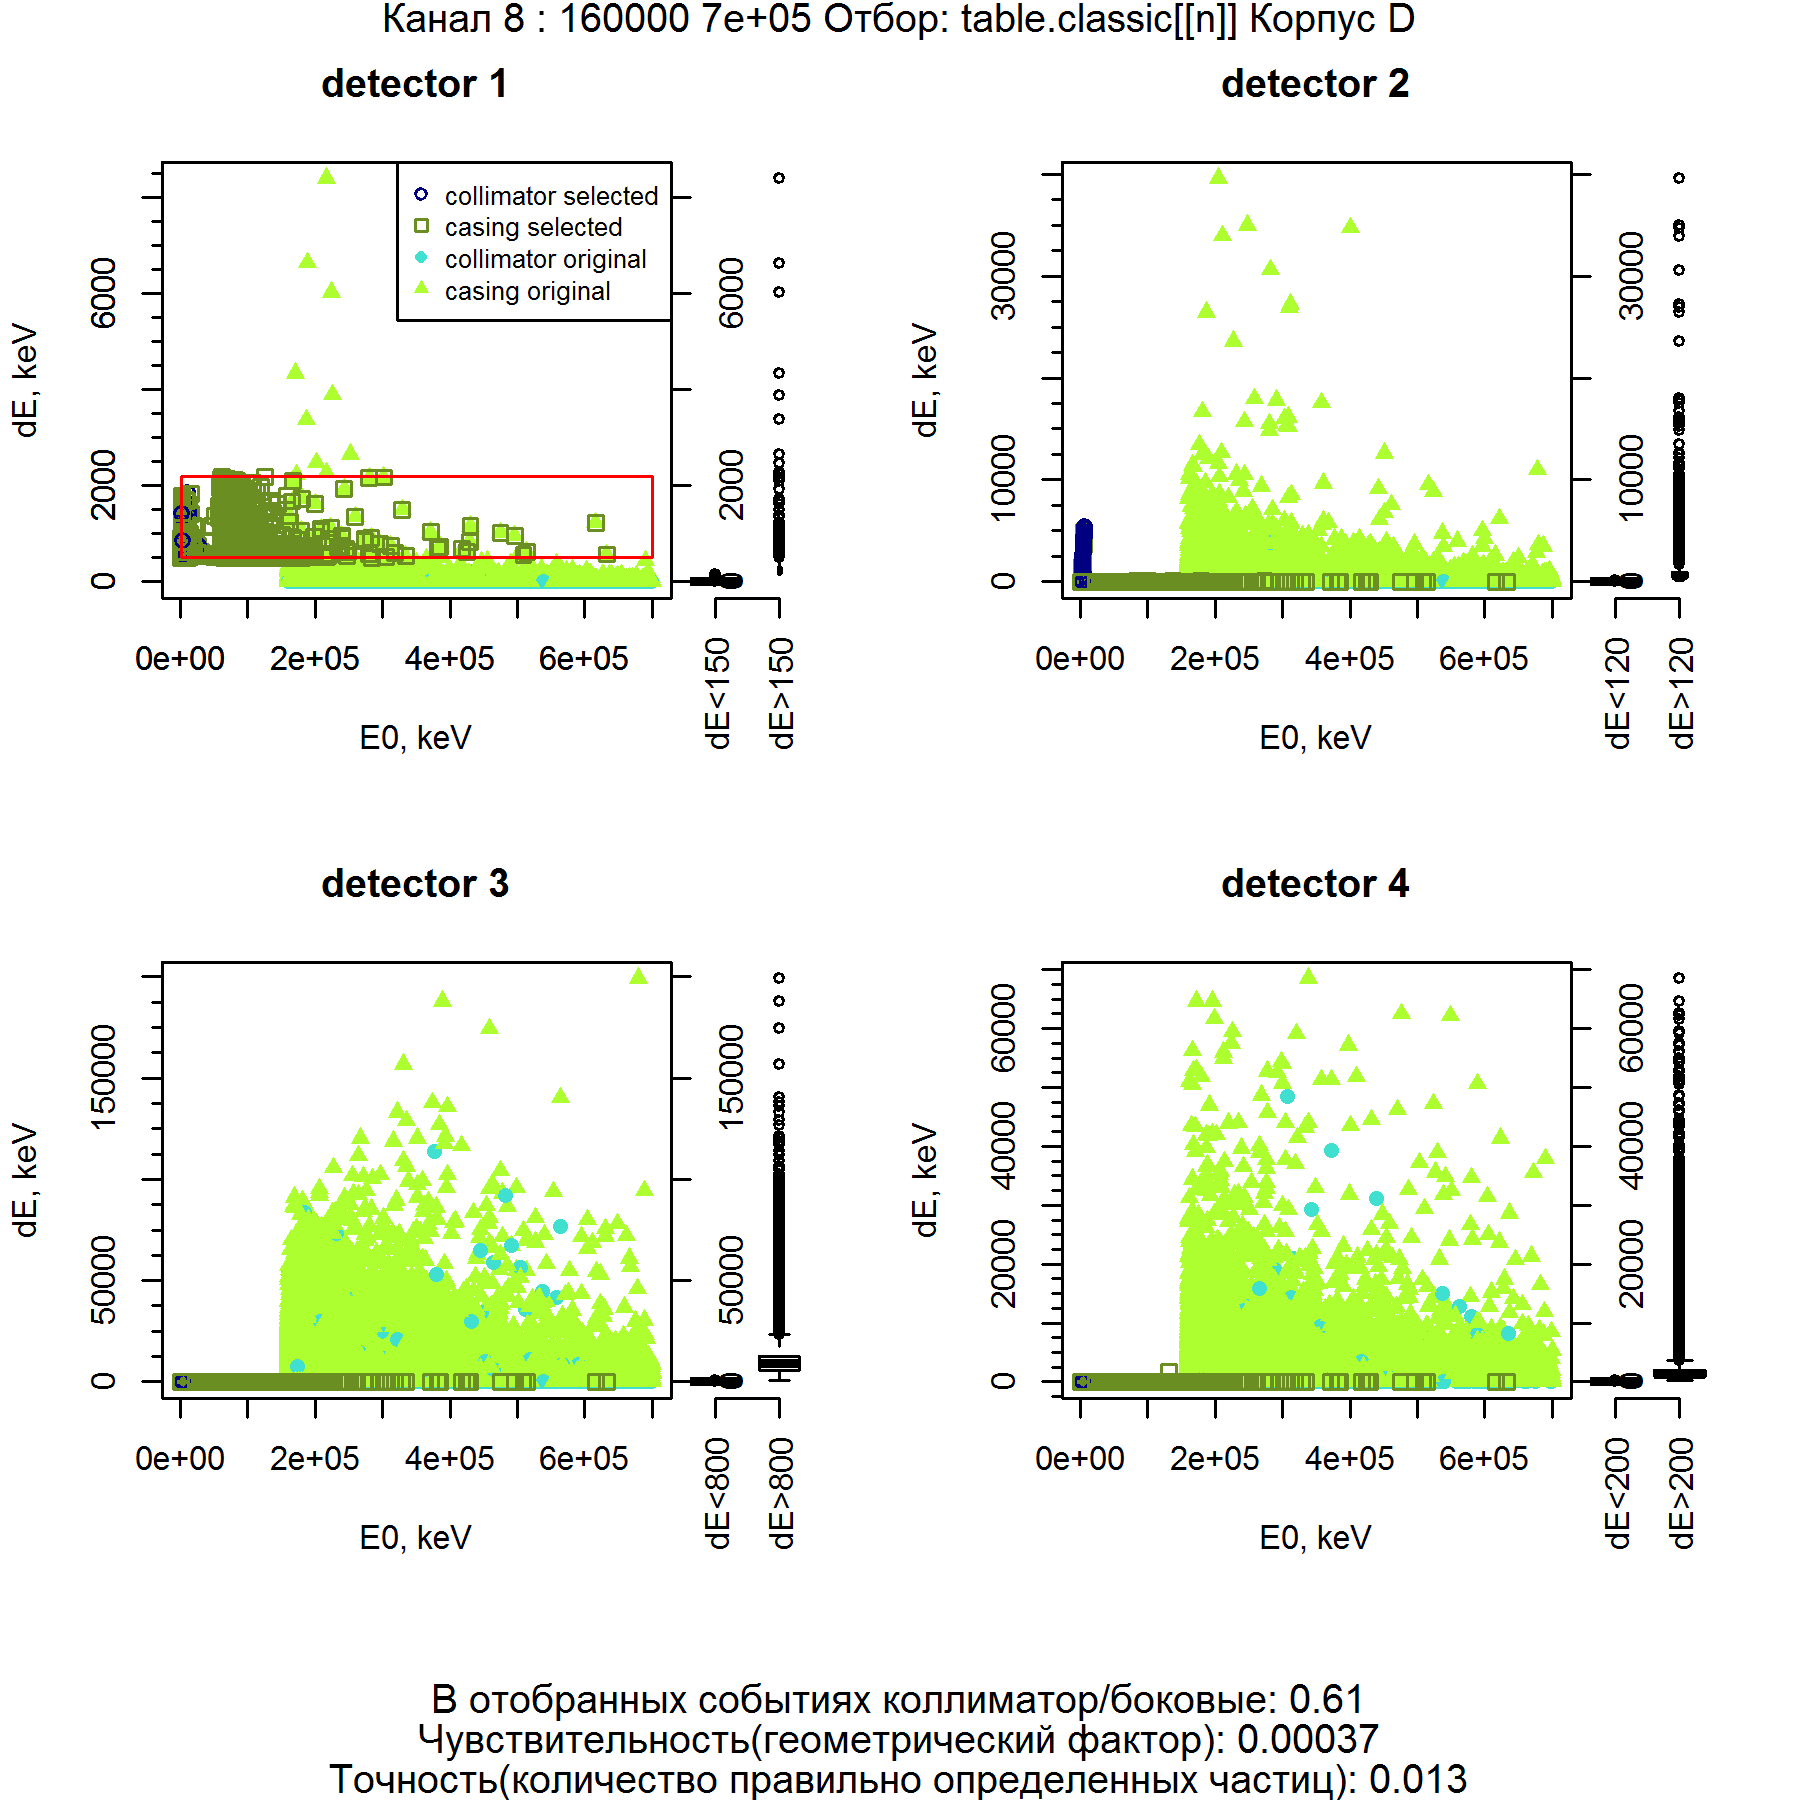 Канал 8 : 160000 7e+05 Отбор: table.classic[[n]] Корпус D
detector 1
dE, keV
0 2000 6000
collimator selected
casing selected
collimator original
casing original
0 2000 6000
0e+00 2e+05 4e+05 6e+05
E0, keV
dE<150
dE>150
detector 2
dE, keV
0 10000 30000
0 10000 30000
0e+00 2e+05 4e+05 6e+05
E0, keV
dE<120
dE>120
detector 3
dE, keV
0 50000 150000
0 50000 150000
0e+00 2e+05 4e+05 6e+05
E0, keV
dE<800
dE>800
detector 4
dE, keV
0 20000 40000 60000
0 20000 40000 60000
0e+00 2e+05 4e+05 6e+05
E0, keV
dE<200
dE>200
В отобранных событиях коллиматор/боковые: 0.61
Чувствительность(геометрический фактор): 0.00037
Точность(количество правильно определенных частиц): 0.013